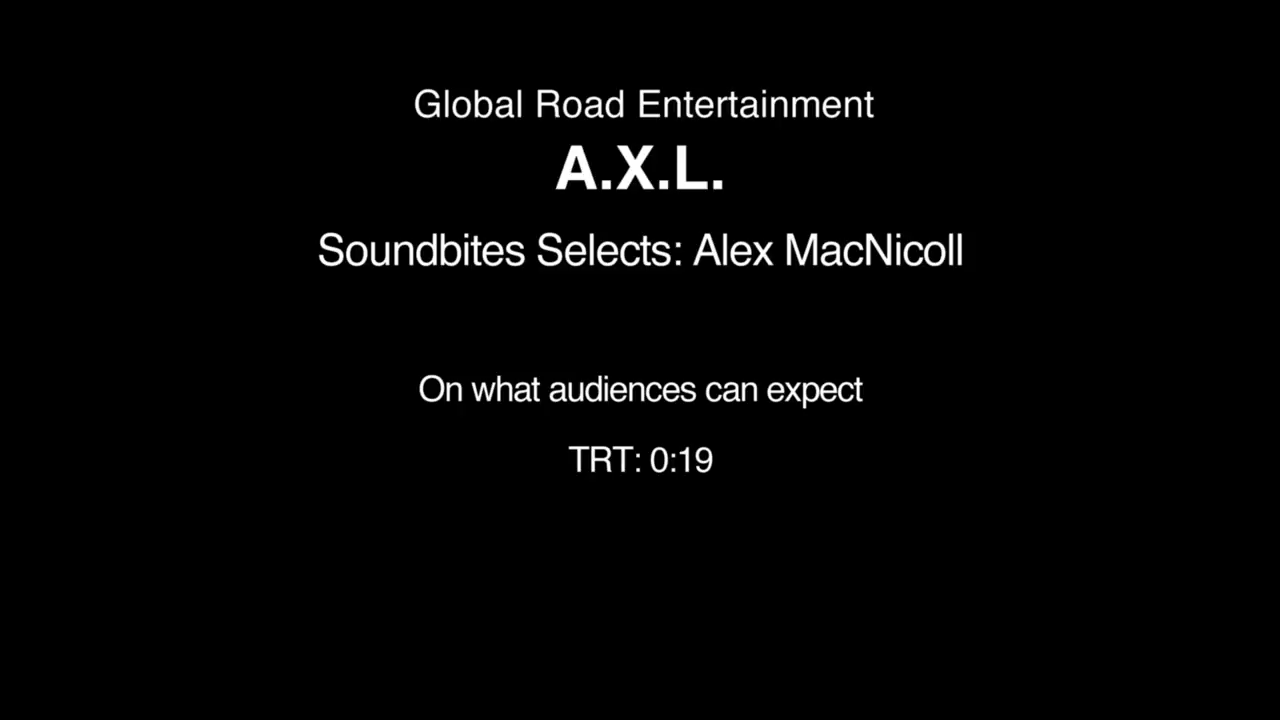 Global Road Entertainment
A.X.L.
Soundbites Selects: Alex MacNicoll
On what audiences can expect
TRT: 0:19